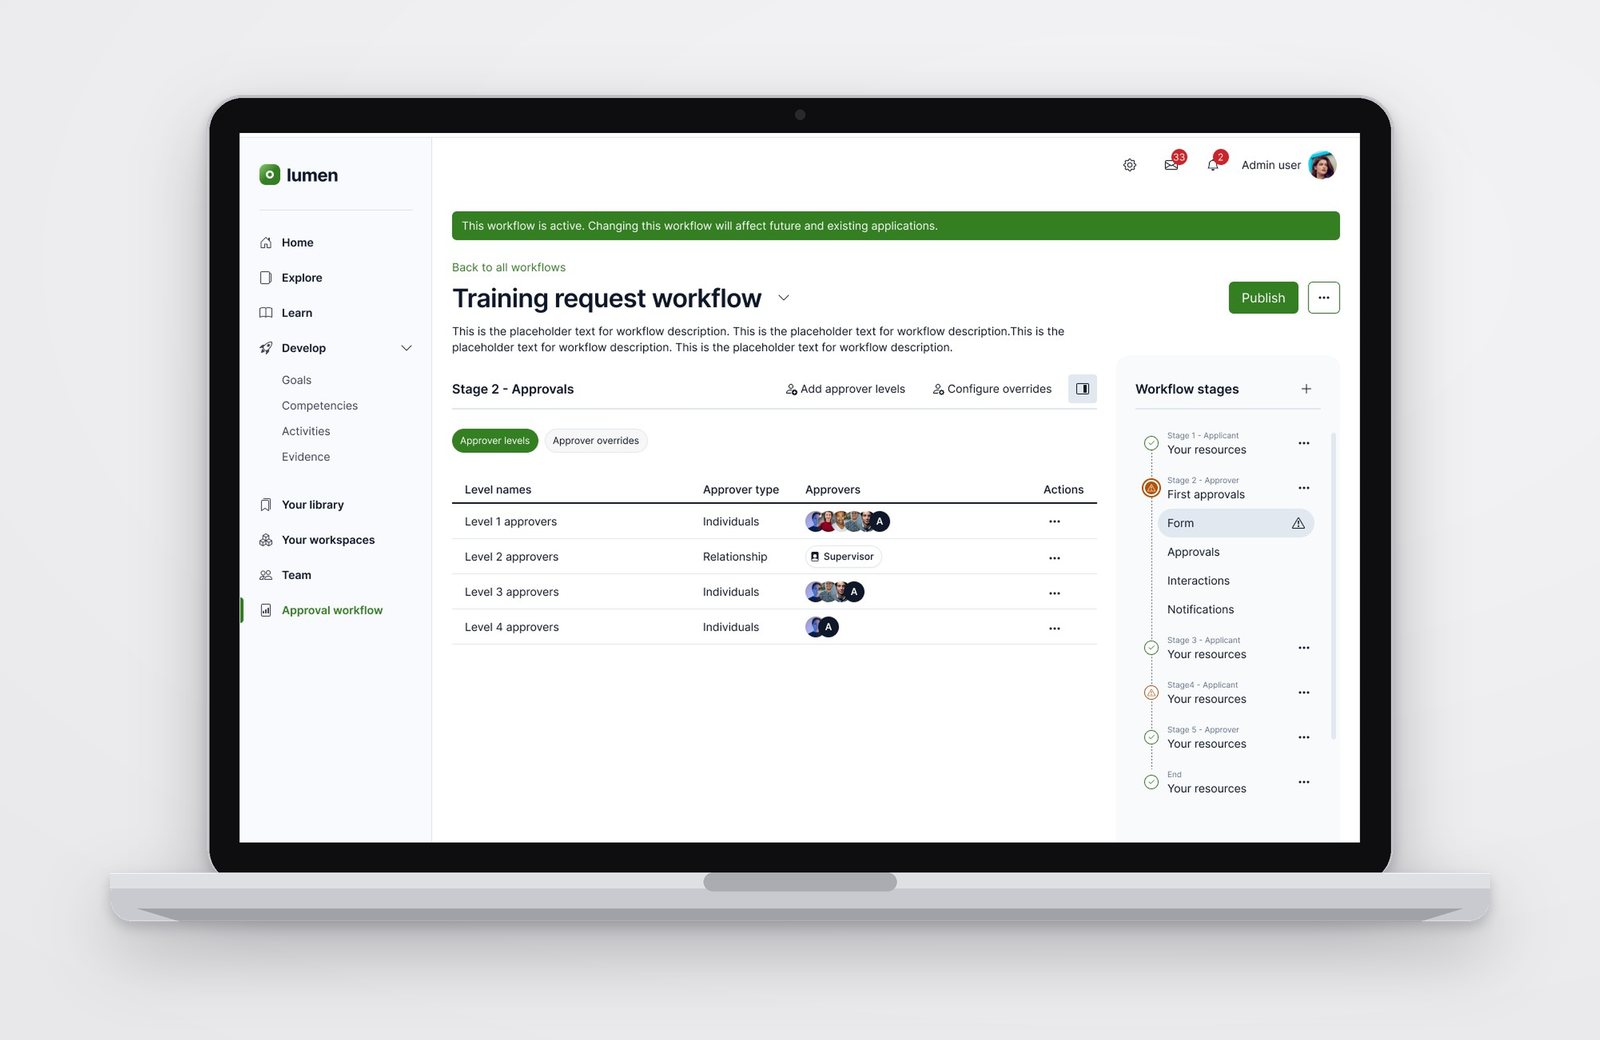 lumen
Home
Explore
Learn
Develop
Goals
Competencies
Activities
Evidence
Your library
Your workspaces
Team
Approval workflow
33
2
Admin user
This workflow is active. Changing this workflow will affect future and existing applications.
Back to all workflows
Training request workflow
Publish
This is the placeholder text for workflow description. This is the placeholder text for workflow description.This is the
placeholder text for workflow description. This is the placeholder text for workflow description.
Stage 2 - Approvals
Add approver levels
Configure overrides
Approver levels
Approver overrides
Level names Approver type Approvers Actions
Level 1 approvers Individuals A
Level 2 approvers Relationship Supervisor
Level 3 approvers Individuals A
Level 4 approvers Individuals A
Workflow stages
Stage 1 - Applicant
Your resources
Stage 2 - Approver
First approvals
Form
Approvals
Interactions
Notifications
Stage 3 - Applicant
Your resources
Stage4 - Applicant
Your resources
Stage 5 - Approver
Your resources
End
Your resources